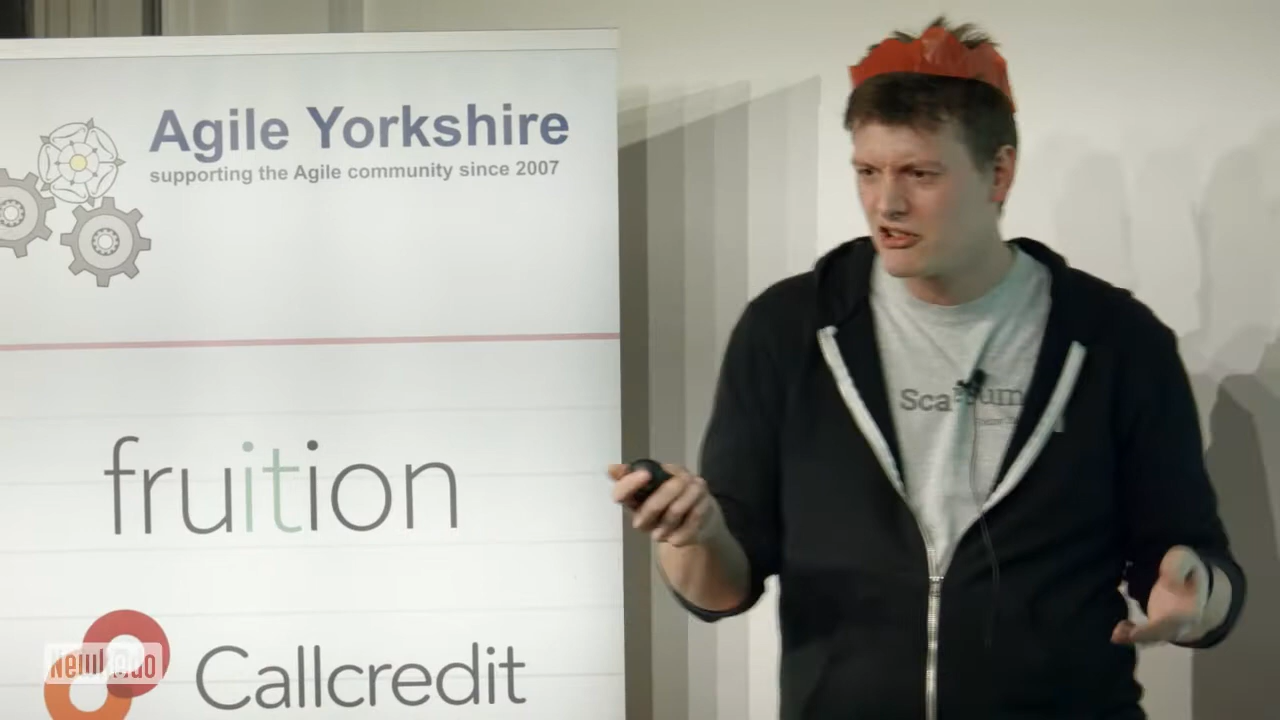 Agile Yorkshire
supporting the Agile community since 2007
fruition
Callcredit